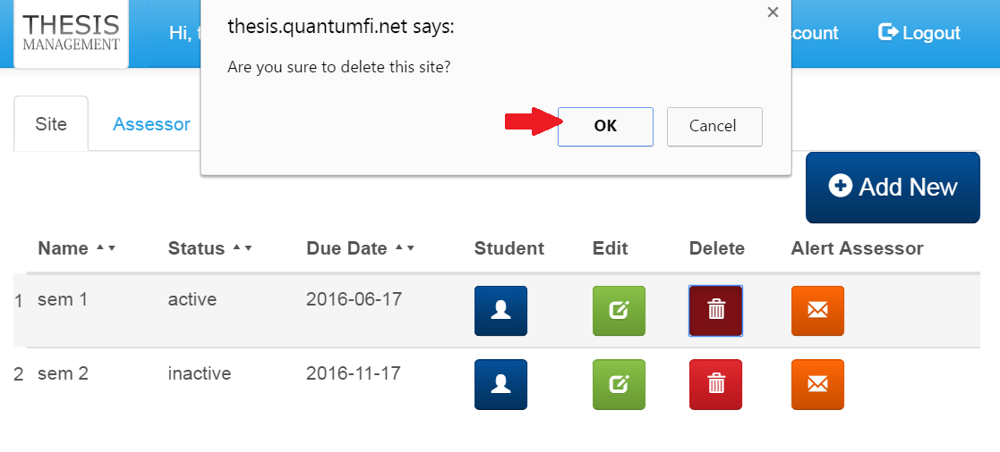 THESIS
MANAGEMENT
Hi,
thesis.quantumfi.net says:
Are you sure to delete this site?
OK
Cancel
Logout
Site
Assessor
Add New
Name
Status
Due Date
Student
Edit
Delete
Alert Assessor
1
sem 1
active
2016-06-17
2
sem 2
inactive
2016-11-17